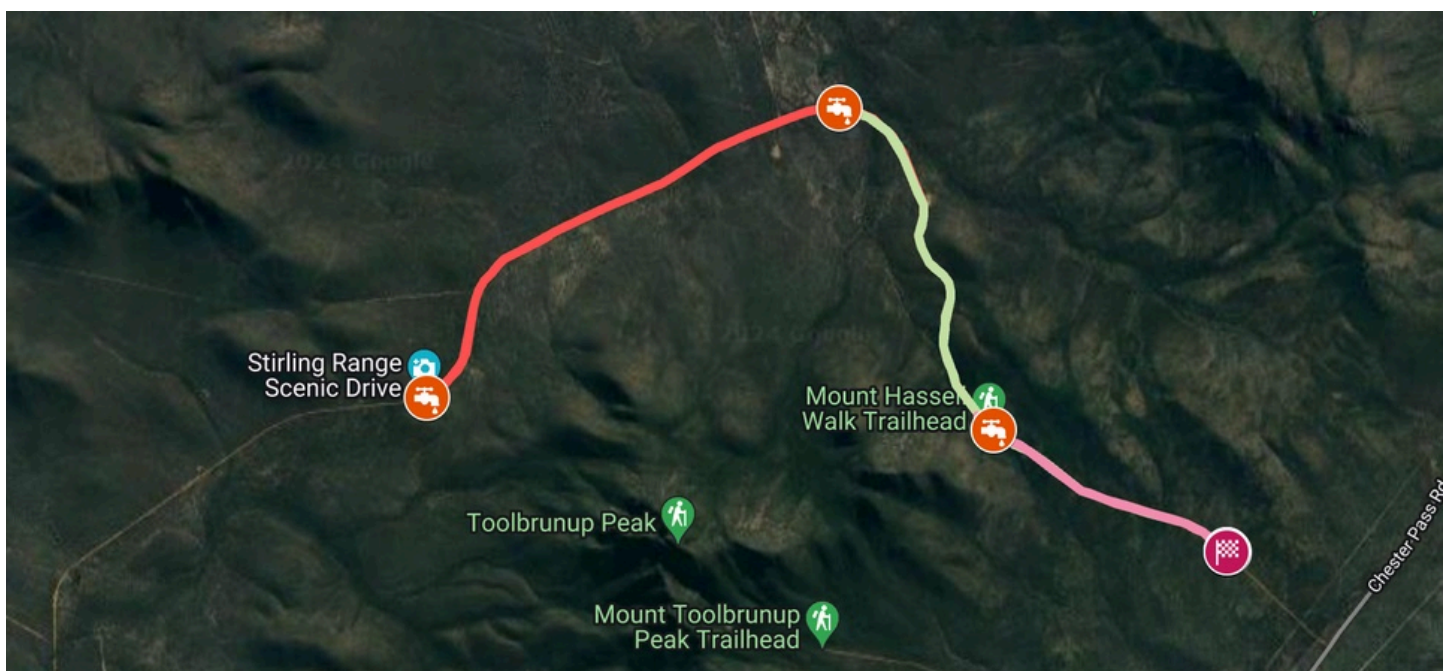 2024 Google
2024 Google
Stirling Range
Scenic Drive
Mount Hassel
Walk Trailhead
Toolbrunup Peak
Mount Toolbrunup
Peak Trailhead
Chester Pass Rd